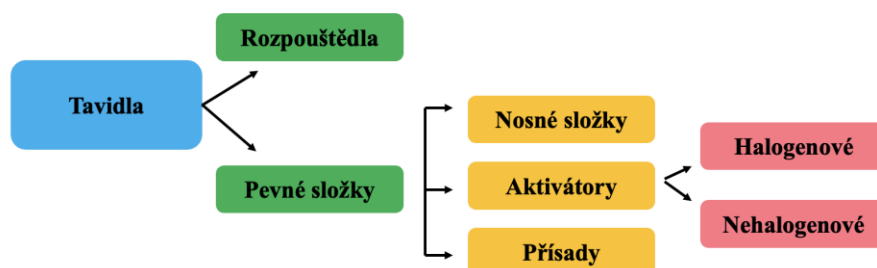 Tavidla
Rozpouštědla
Pevné složky
Nosné složky
Aktivátory
Přísady
Halogenové
Nehalogenové